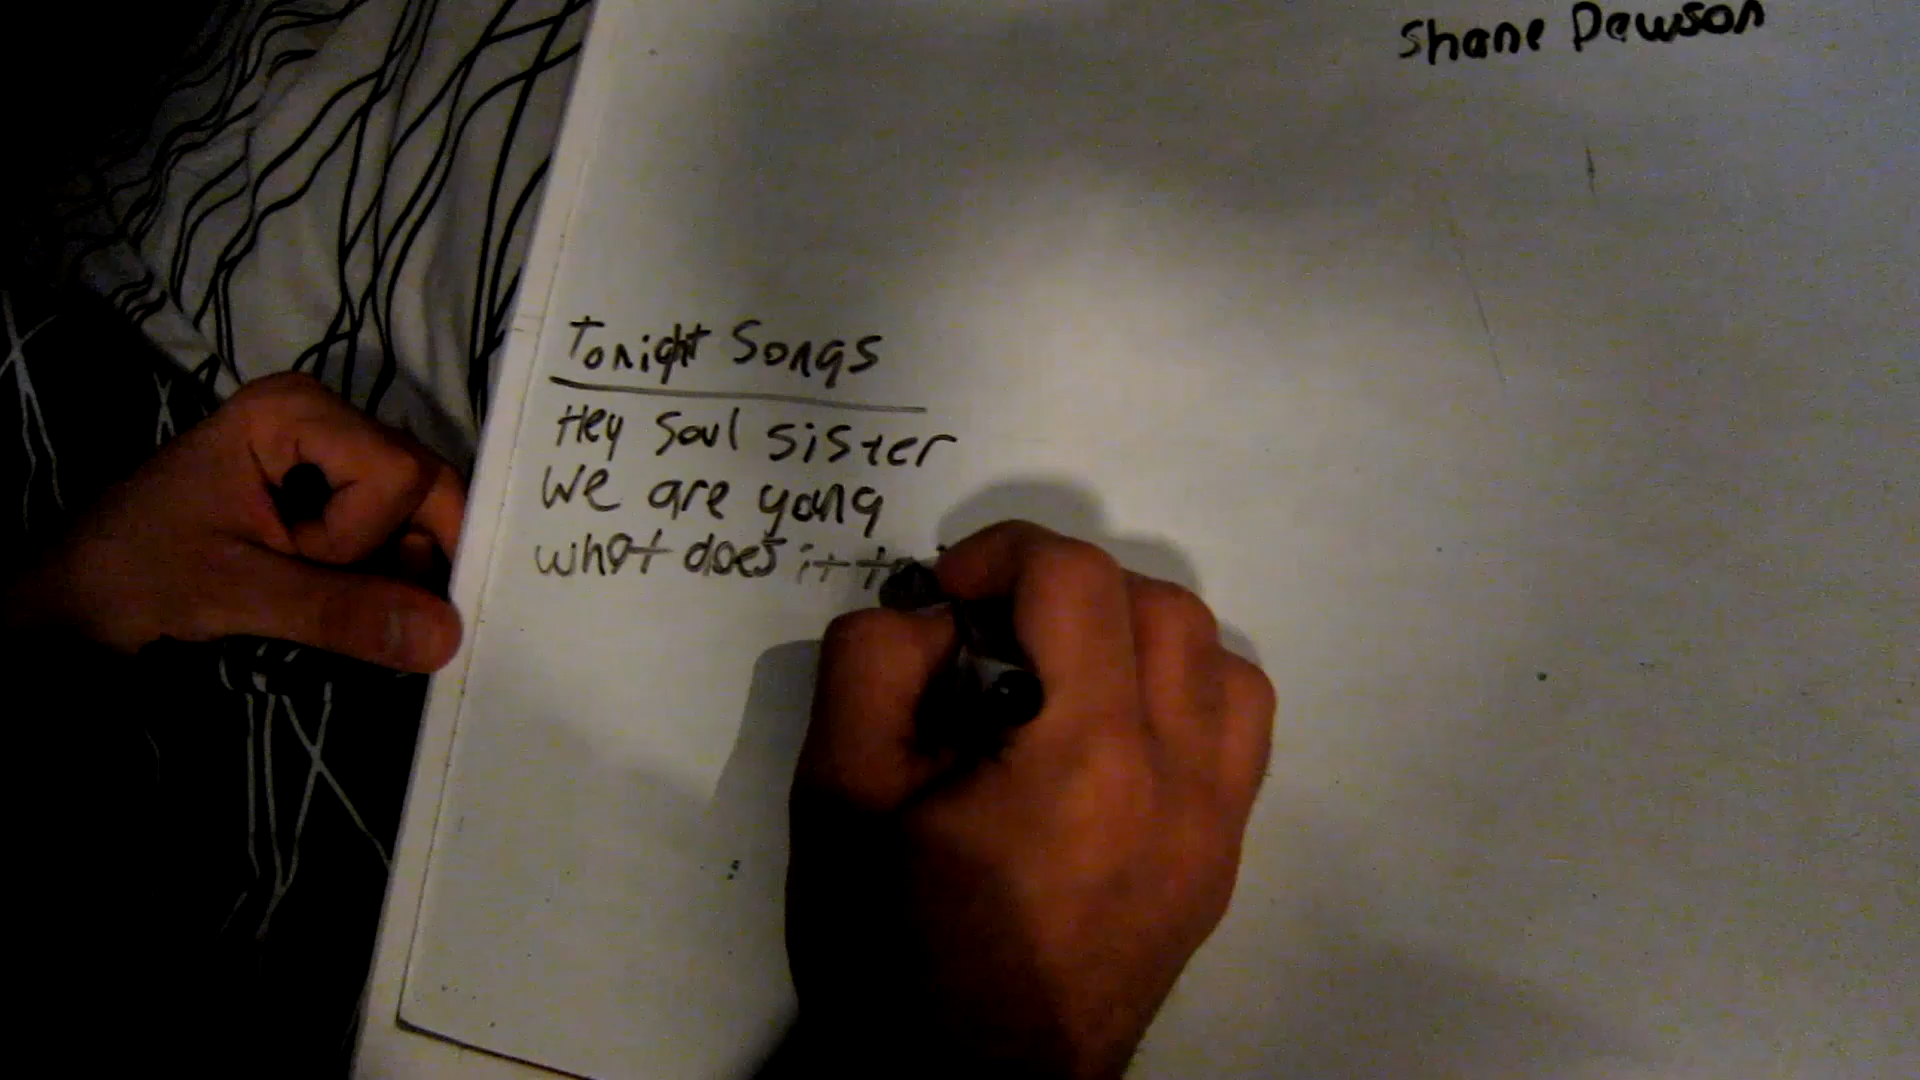 Shane Dawson
Tonight Songs
Hey Soul Sister
We are yong
what does it